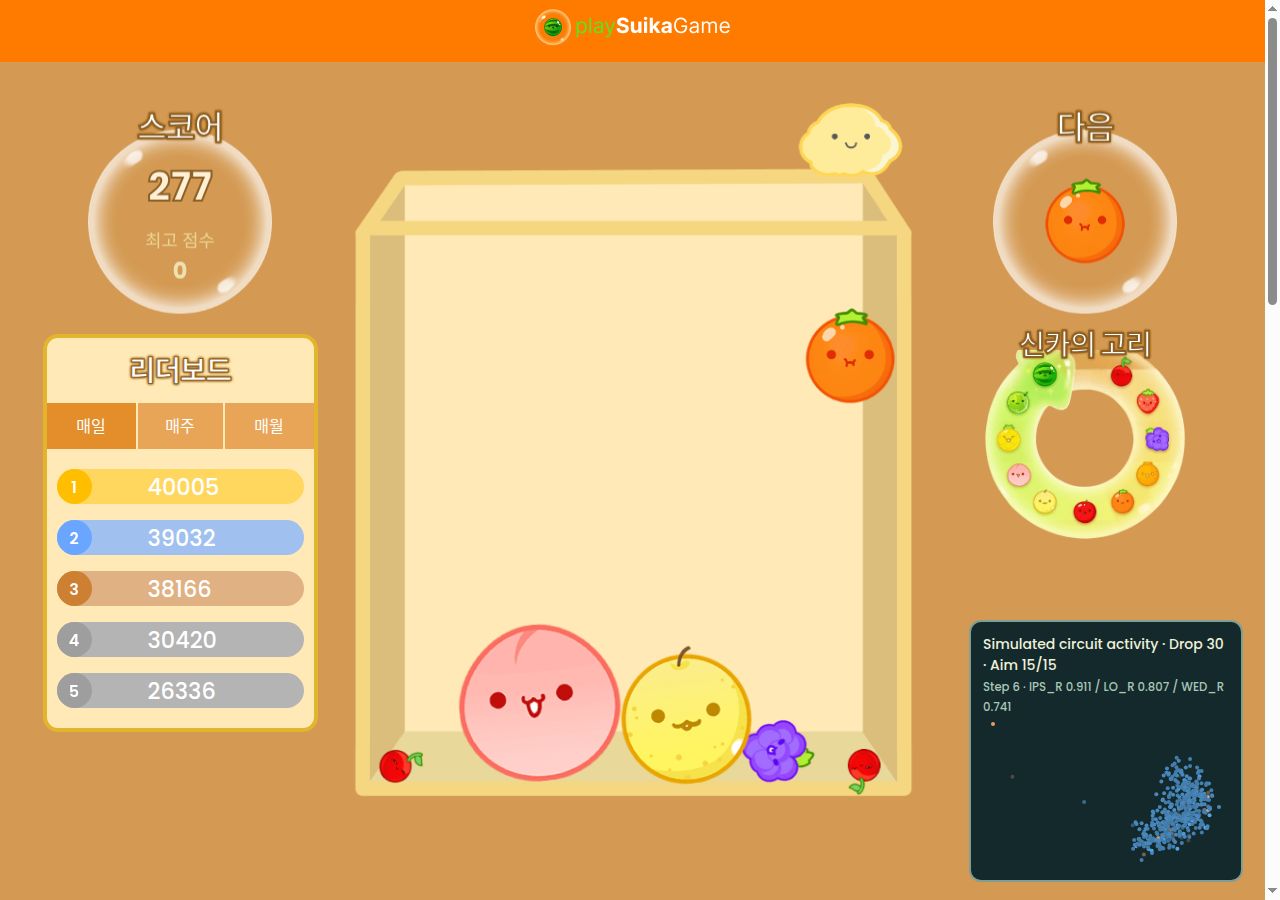 playSuikaGame
스코어
277
최고 점수
0
다음
리더보드
매일 매주 매월
1 40005
2 39032
3 38166
4 30420
5 26336
신카의 고리
Simulated circuit activity · Drop 30
· Aim 15/15
Step 6 · IPS_R 0.911 / LO_R 0.807 / WED_R
0.741